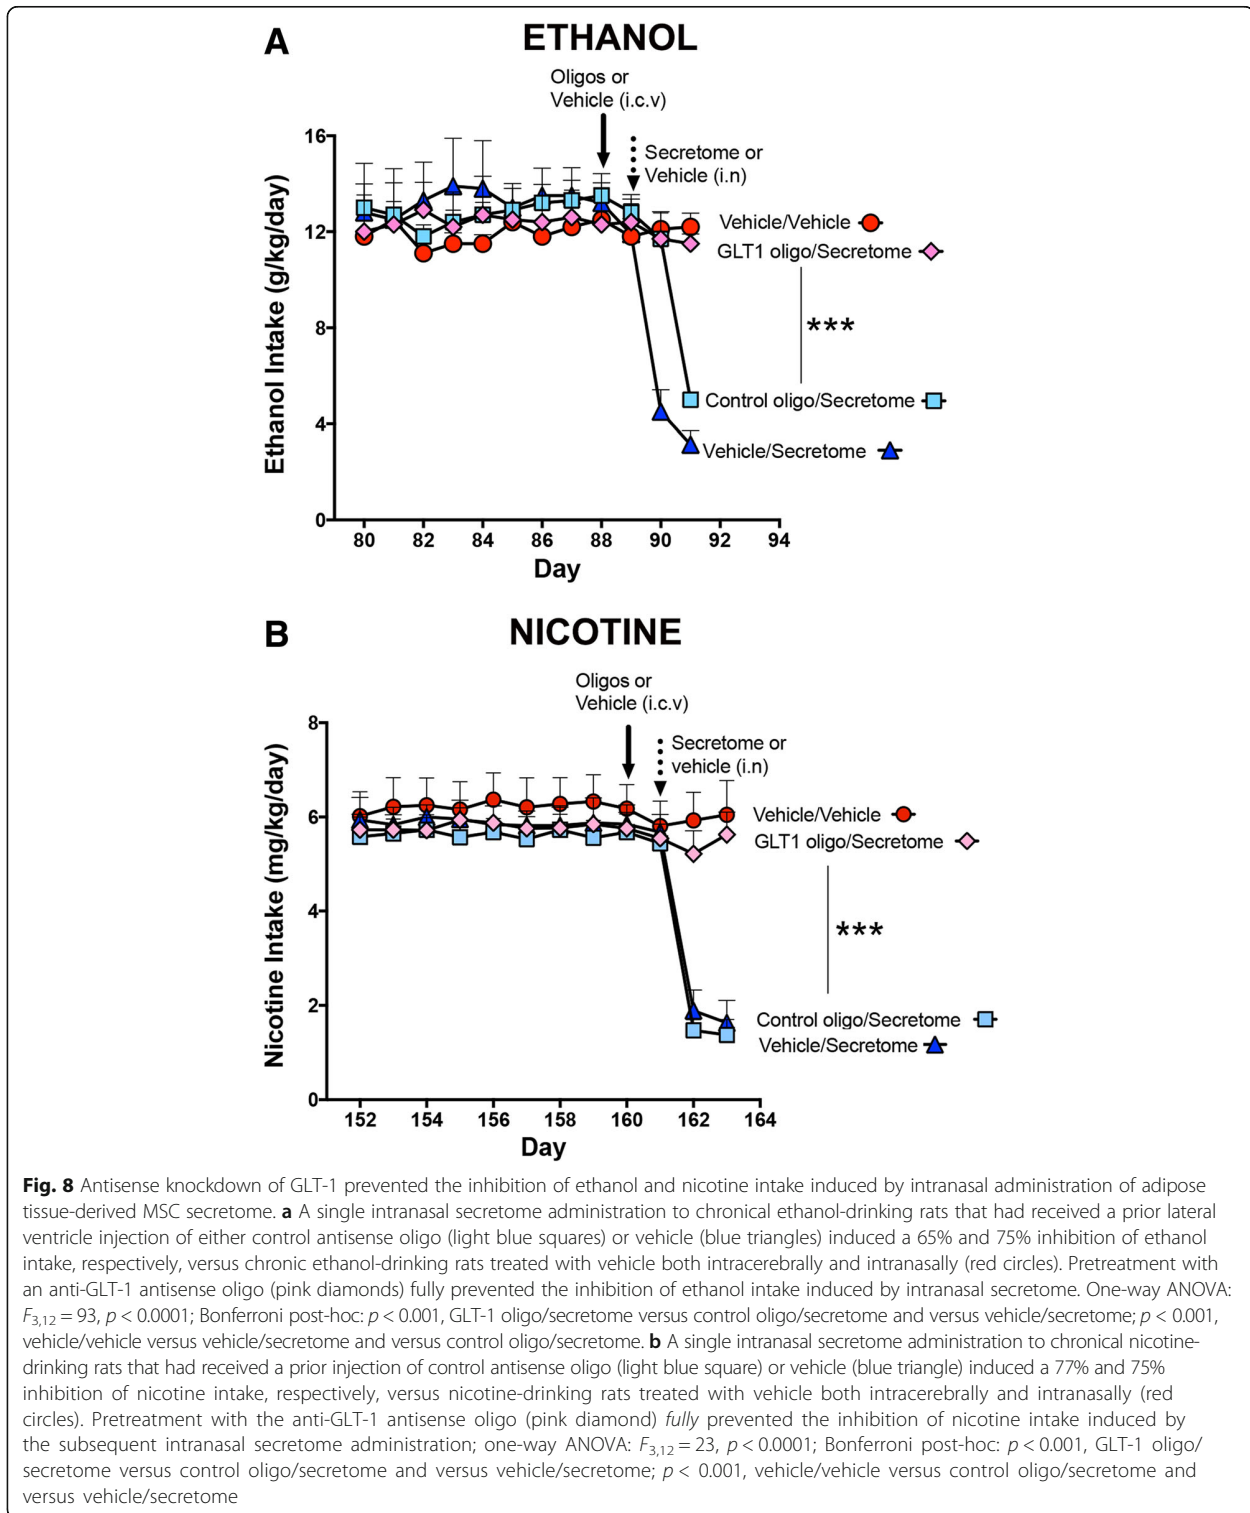 A
ETHANOL
Oligos or
Vehicle (i.c.v)
Secretome or
Vehicle (i.n)
Ethanol Intake (g/kg/day)
16
12
8
4
0
Vehicle/Vehicle
GLT1 oligo/Secretome
***
Control oligo/Secretome
Vehicle/Secretome
80 82 84 86 88 90 92 94
Day
B
NICOTINE
Oligos or
Vehicle (i.c.v)
Secretome or
vehicle (i.n)
Nicotine Intake (mg/kg/day)
8
6
4
2
0
Vehicle/Vehicle
GLT1 oligo/Secretome
***
Control oligo/Secretome
Vehicle/Secretome
152 154 156 158 160 162 164
Day
Fig. 8 Antisense knockdown of GLT-1 prevented the inhibition of ethanol and nicotine intake induced by intranasal administration of adipose
tissue-derived MSC secretome. a A single intranasal secretome administration to chronical ethanol-drinking rats that had received a prior lateral
ventricle injection of either control antisense oligo (light blue squares) or vehicle (blue triangles) induced a 65% and 75% inhibition of ethanol
intake, respectively, versus chronic ethanol-drinking rats treated with vehicle both intracerebrally and intranasally (red circles). Pretreatment with
an anti-GLT-1 antisense oligo (pink diamonds) fully prevented the inhibition of ethanol intake induced by intranasal secretome. One-way ANOVA:
F3,12 = 93, p < 0.0001; Bonferroni post-hoc: p < 0.001, GLT-1 oligo/secretome versus control oligo/secretome and versus vehicle/secretome; p < 0.001,
vehicle/vehicle versus vehicle/secretome and versus control oligo/secretome. b A single intranasal secretome administration to chronical nicotine-
drinking rats that had received a prior injection of control antisense oligo (light blue square) or vehicle (blue triangle) induced a 77% and 75%
inhibition of nicotine intake, respectively, versus nicotine-drinking rats treated with vehicle both intracerebrally and intranasally (red
circles). Pretreatment with the anti-GLT-1 antisense oligo (pink diamond) fully prevented the inhibition of nicotine intake induced by
the subsequent intranasal secretome administration; one-way ANOVA: F3,12 = 23, p < 0.0001; Bonferroni post-hoc: p < 0.001, GLT-1 oligo/
secretome versus control oligo/secretome and versus vehicle/secretome; p < 0.001, vehicle/vehicle versus control oligo/secretome and
versus vehicle/secretome